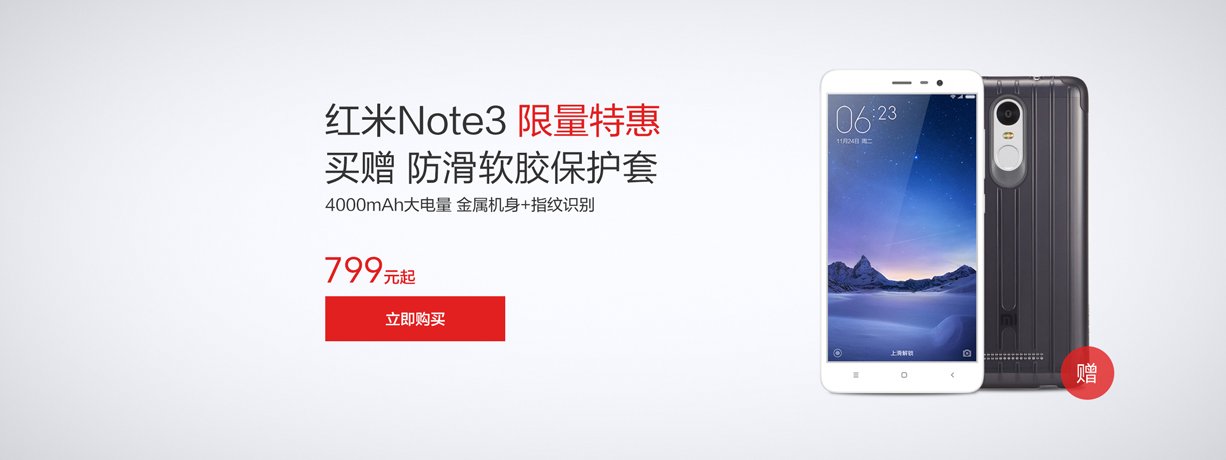 红米Note3 限量特惠
买赠 防滑软胶保护套
4000mAh大电量 金属机身+指纹识别
799元起
立即购买
06:23
11月24日 周二
上滑解锁
赠